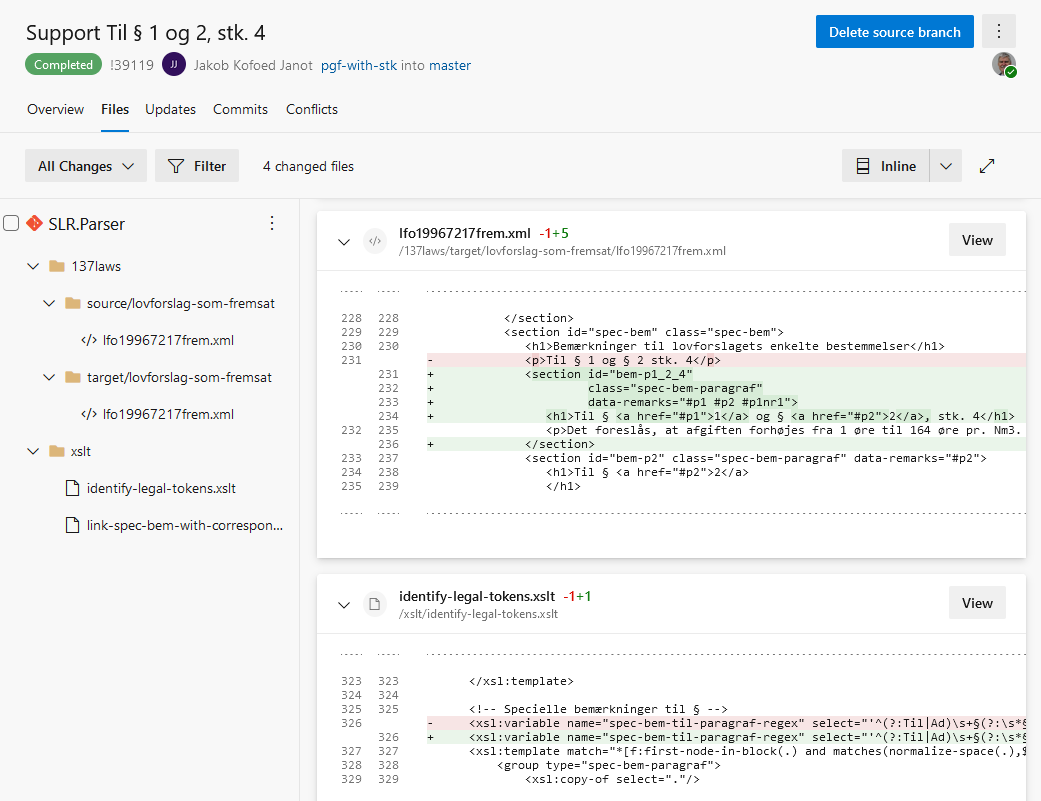 Support Til § 1 og 2, stk. 4
Delete source branch
Completed !39119 JJ Jakob Kofoed Janot pgf-with-stk into master
Overview Files Updates Commits Conflicts
All Changes Filter 4 changed files Inline
SLR.Parser
137laws
source/lovforslag-som-fremsat
</> lfo19967217frem.xml
target/lovforslag-som-fremsat
</> lfo19967217frem.xml
xslt
identify-legal-tokens.xslt
link-spec-bem-with-correspon...
</> lfo19967217frem.xml -1+5
/137laws/target/lovforslag-som-fremsat/lfo19967217frem.xml
View
228 228 </section>
229 229 <section id="spec-bem" class="spec-bem">
230 230 <h1>Bemærkninger til lovforslagets enkelte bestemmelser</h1>
231 - <p>Til § 1 og § 2 stk. 4</p>
231 + <section id="bem-p1_2_4"
232 + class="spec-bem-paragraf"
233 + data-remarks="#p1 #p2 #p1nr1">
234 + <h1>Til § <a href="#p1">1</a> og § <a href="#p2">2</a>, stk. 4</h1>
232 235 <p>Det foreslås, at afgiften forhøjes fra 1 øre til 164 øre pr. Nm3.
236 + </section>
233 237 <section id="bem-p2" class="spec-bem-paragraf" data-remarks="#p2">
234 238 <h1>Til § <a href="#p2">2</a>
235 239 </h1>
identify-legal-tokens.xslt -1+1
/xslt/identify-legal-tokens.xslt
View
323 323 </xsl:template>
324 324
325 325 <!-- Specielle bemærkninger til § -->
326 - <xsl:variable name="spec-bem-til-paragraf-regex" select="'^(?:Til|Ad)\s+§(?:\s*§
326 + <xsl:variable name="spec-bem-til-paragraf-regex" select="'^(?:Til|Ad)\s+§(?:\s*§
327 327 <xsl:template match="*[f:first-node-in-block(.) and matches(normalize-space(.),$
328 328 <group type="spec-bem-paragraf">
329 329 <xsl:copy-of select="."/>